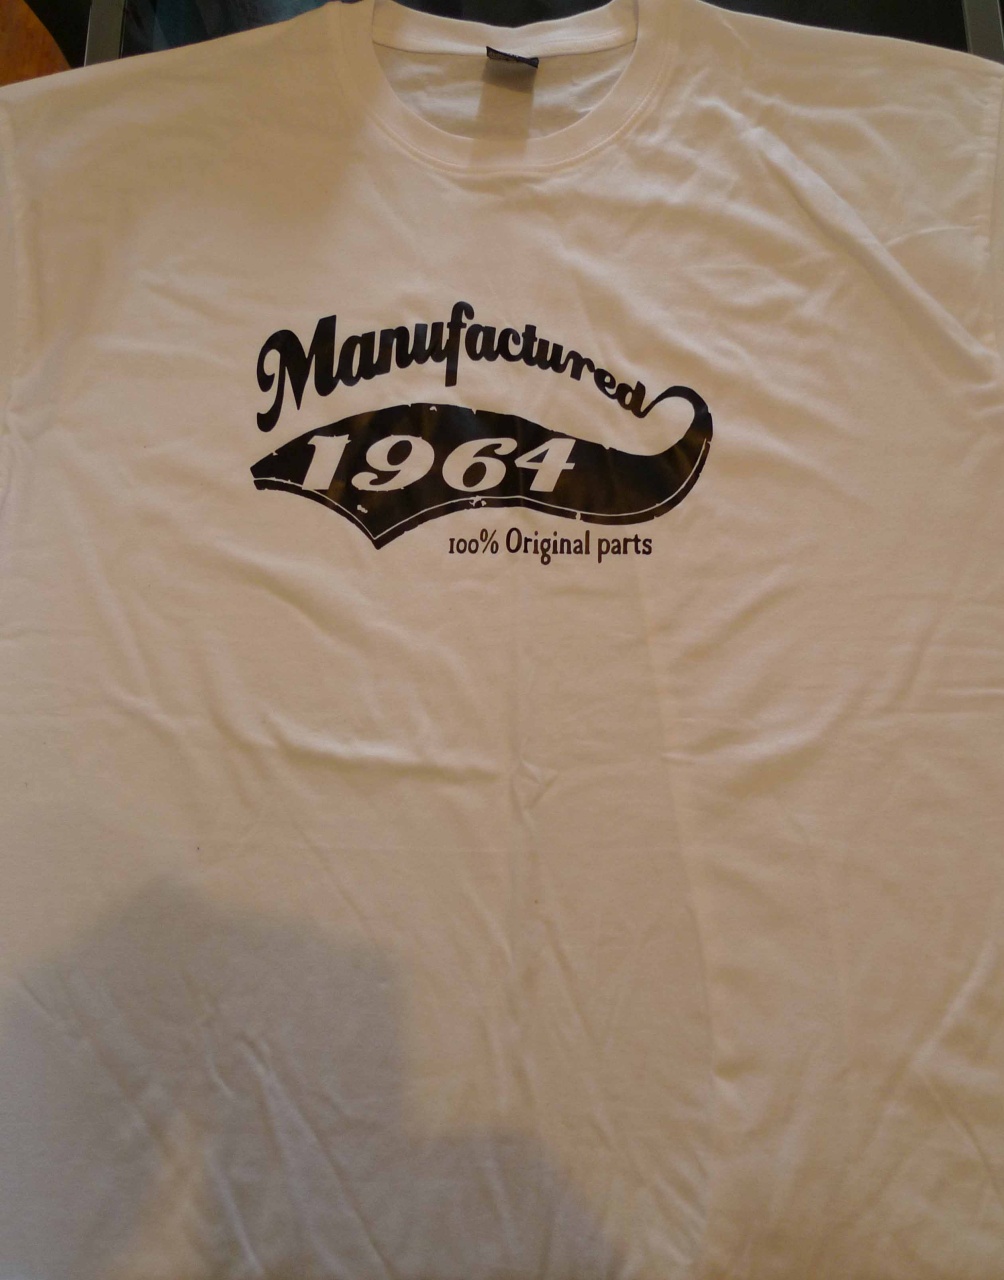 Manufactured
1964
100% Original parts